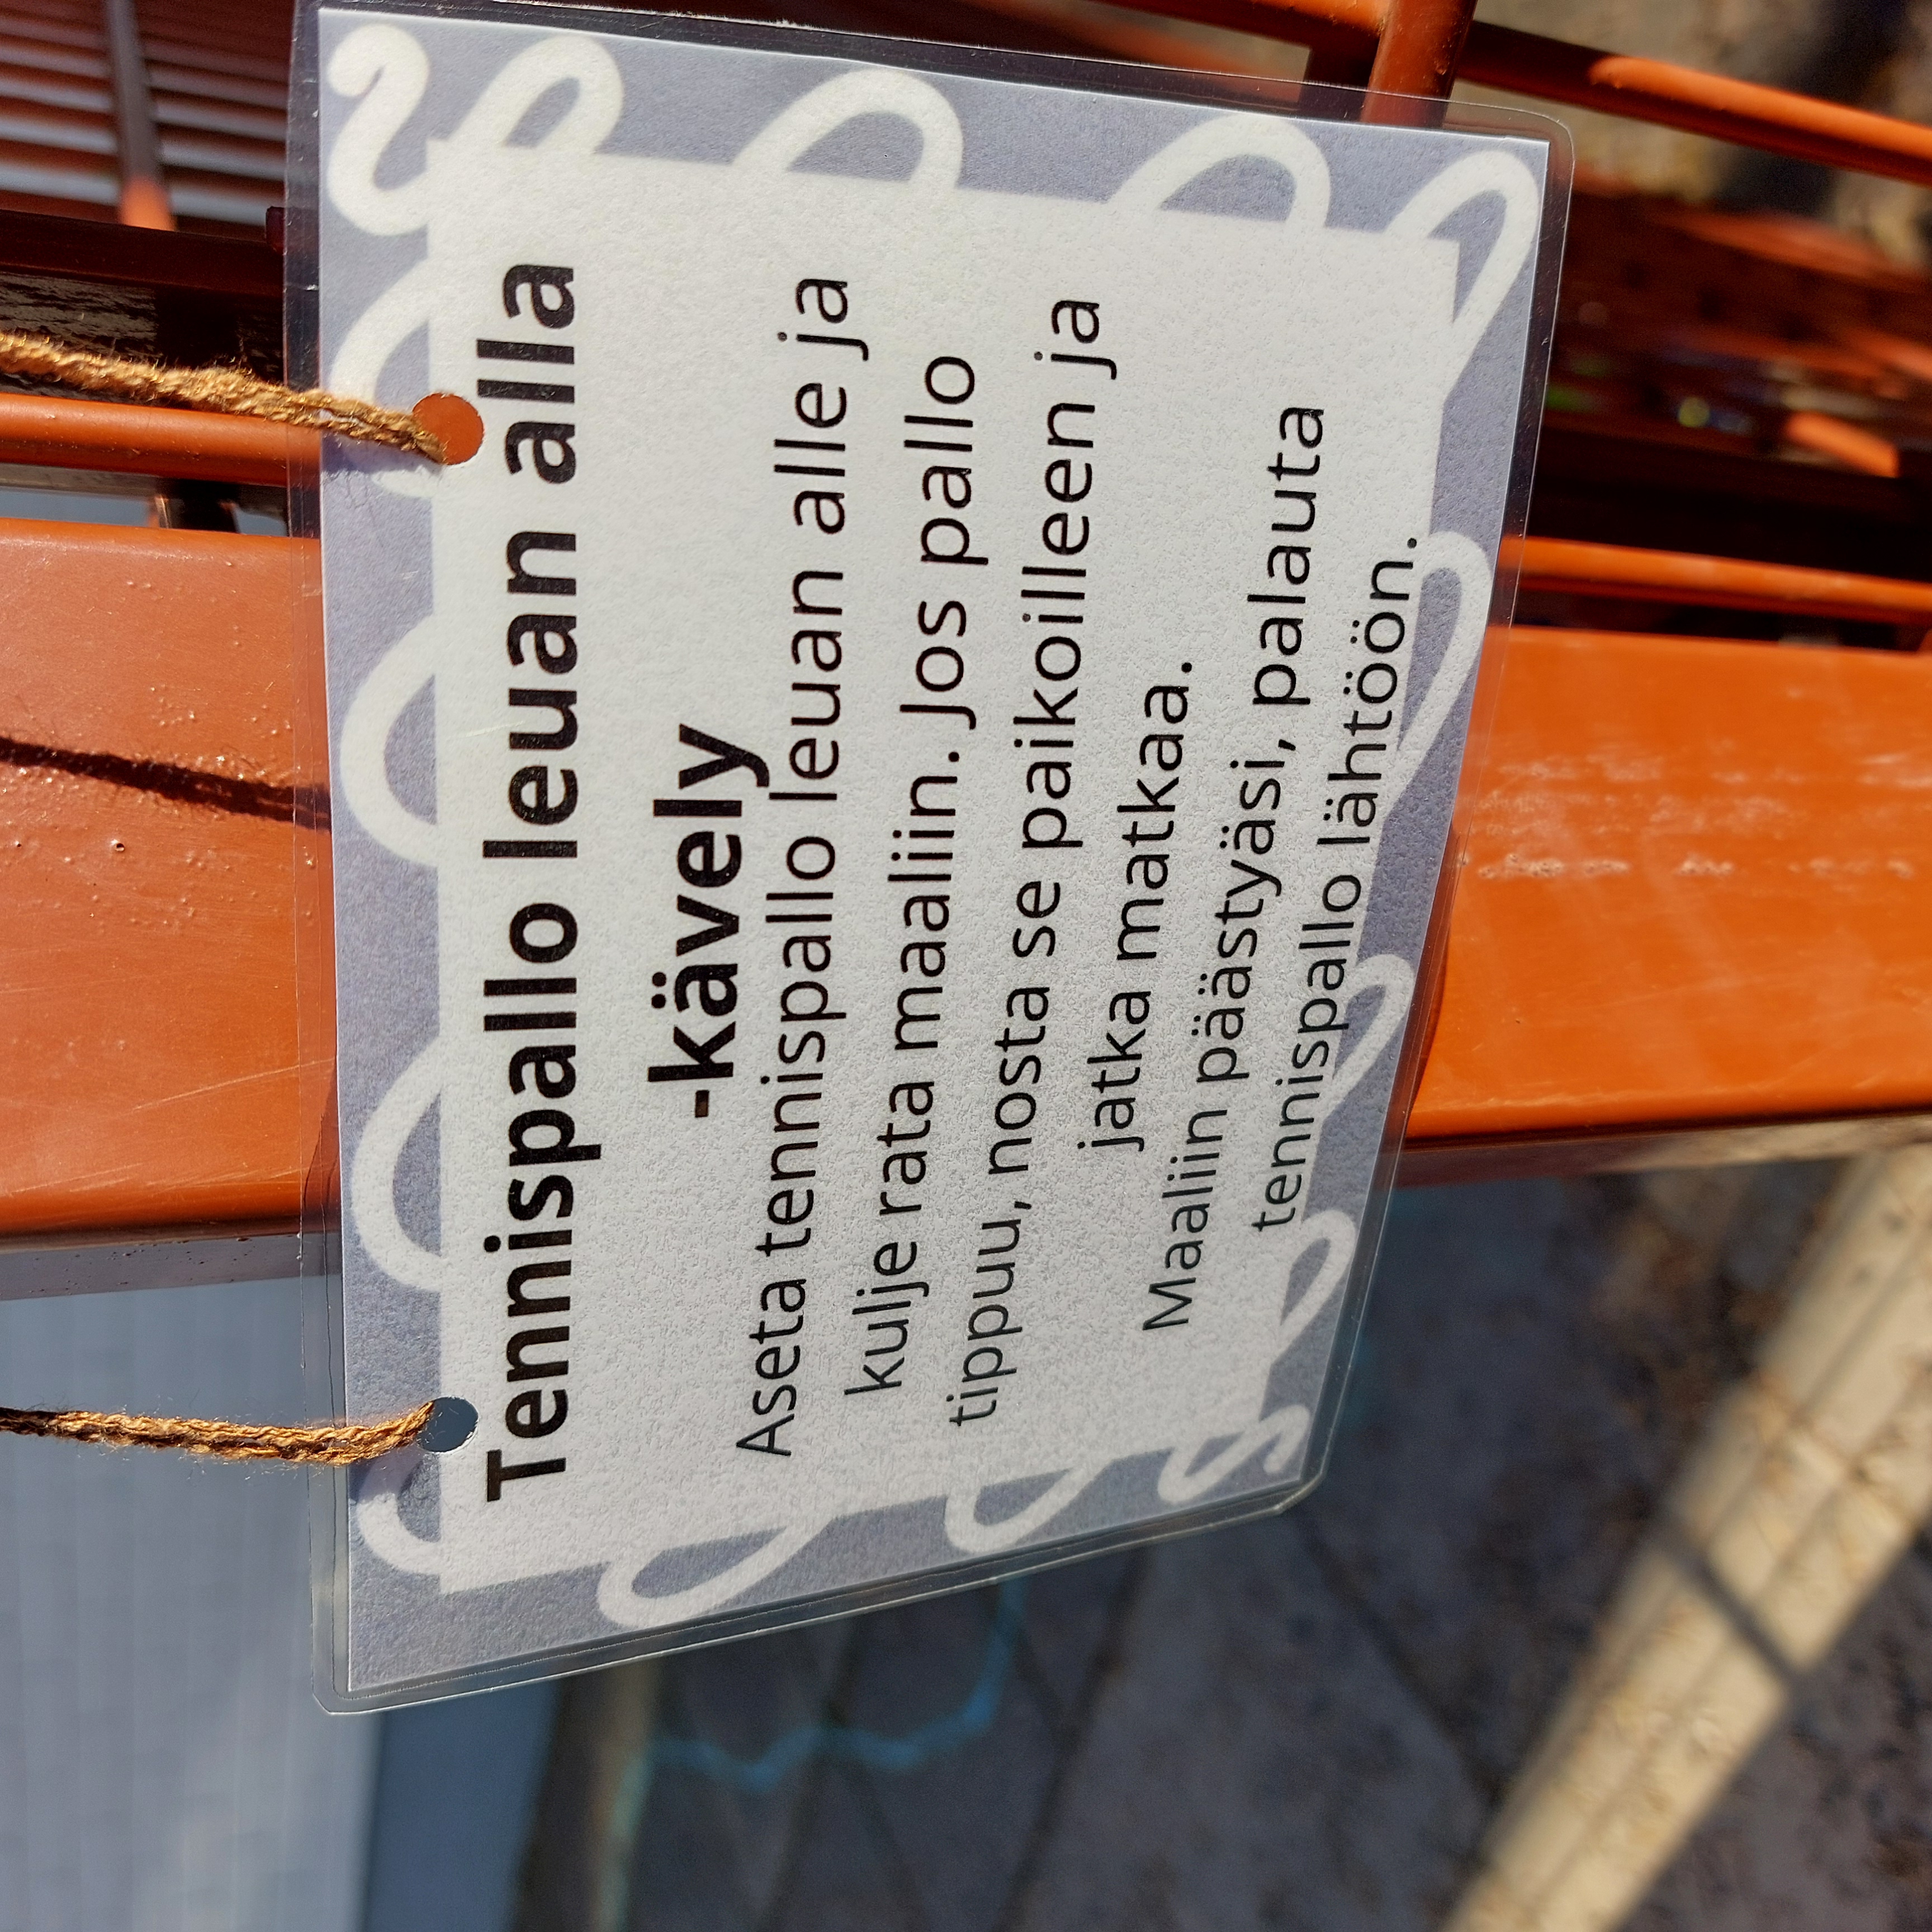 Tennispallo leuan alla
-kävely
Aseta tennispallo leuan alle ja
kulje rata maaliin. Jos pallo
tippuu, nosta se paikoilleen ja
jatka matkaa.
Maaliin päästyäsi, palauta
tennispallo lähtöön.